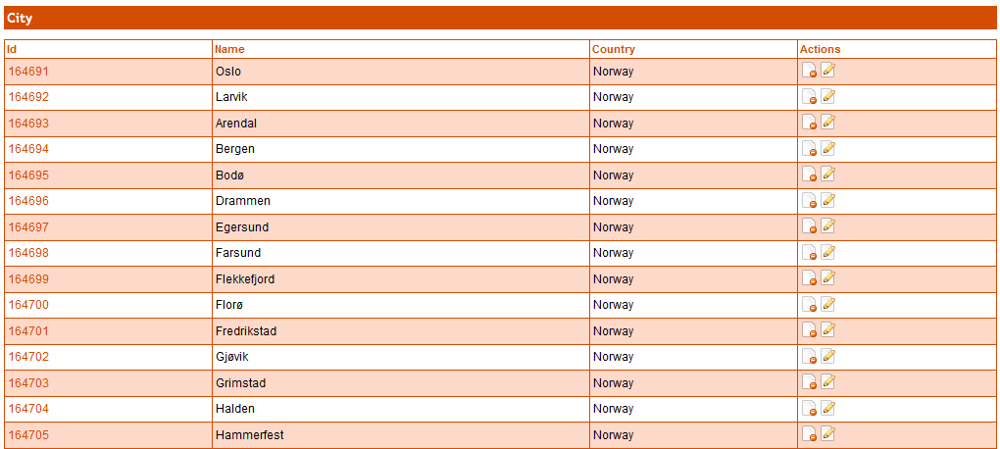 City
Id Name Country Actions
164691 Oslo Norway
164692 Larvik Norway
164693 Arendal Norway
164694 Bergen Norway
164695 Bodø Norway
164696 Drammen Norway
164697 Egersund Norway
164698 Farsund Norway
164699 Flekkefjord Norway
164700 Florø Norway
164701 Fredrikstad Norway
164702 Gjøvik Norway
164703 Grimstad Norway
164704 Halden Norway
164705 Hammerfest Norway